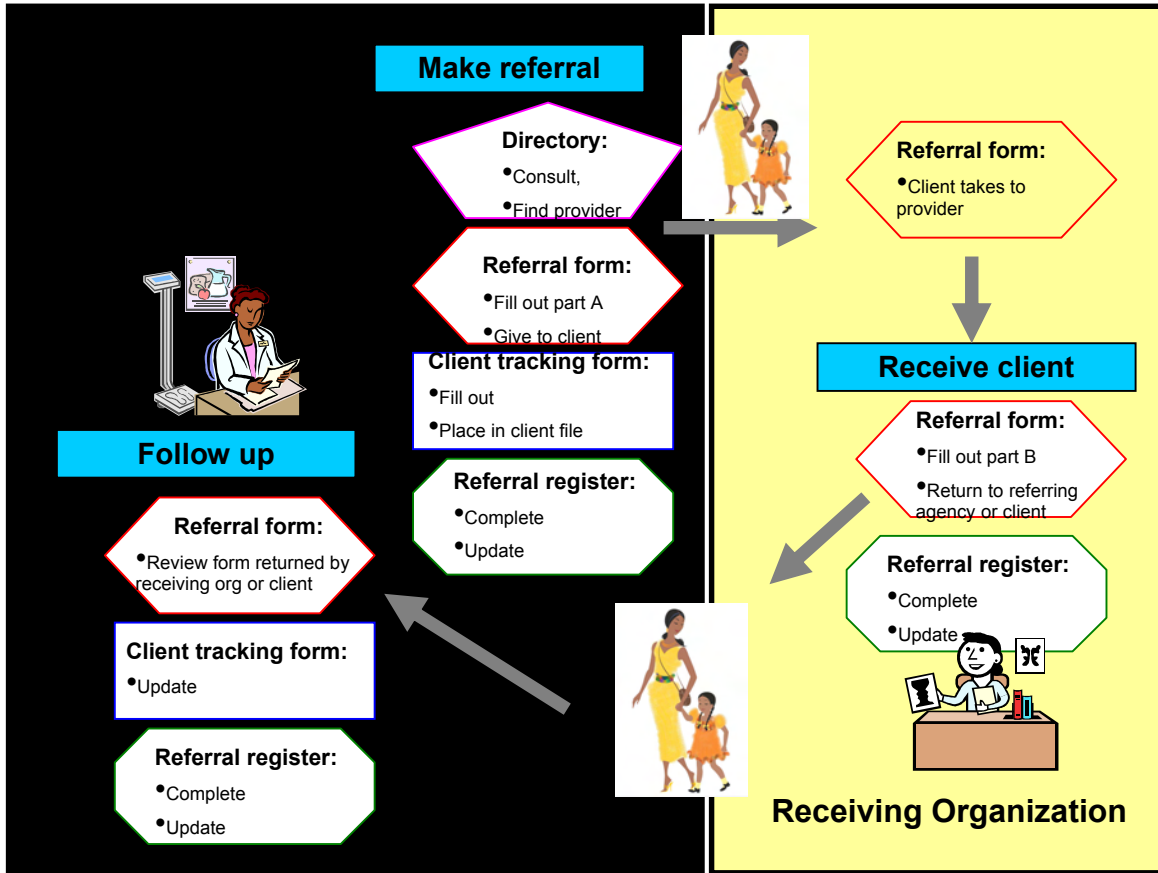 Make referral
Directory:
•Consult,
•Find provider
Referral form:
•Fill out part A
•Give to client
Client tracking form:
•Fill out
•Place in client file
Referral register:
•Complete
•Update
Referral form:
•Client takes to
provider
Receive client
Referral form:
•Fill out part B
•Return to referring
agency or client
Referral register:
•Complete
•Update
Receiving Organization
Follow up
Referral form:
•Review form returned by
receiving org or client
Client tracking form:
•Update
Referral register:
•Complete
•Update